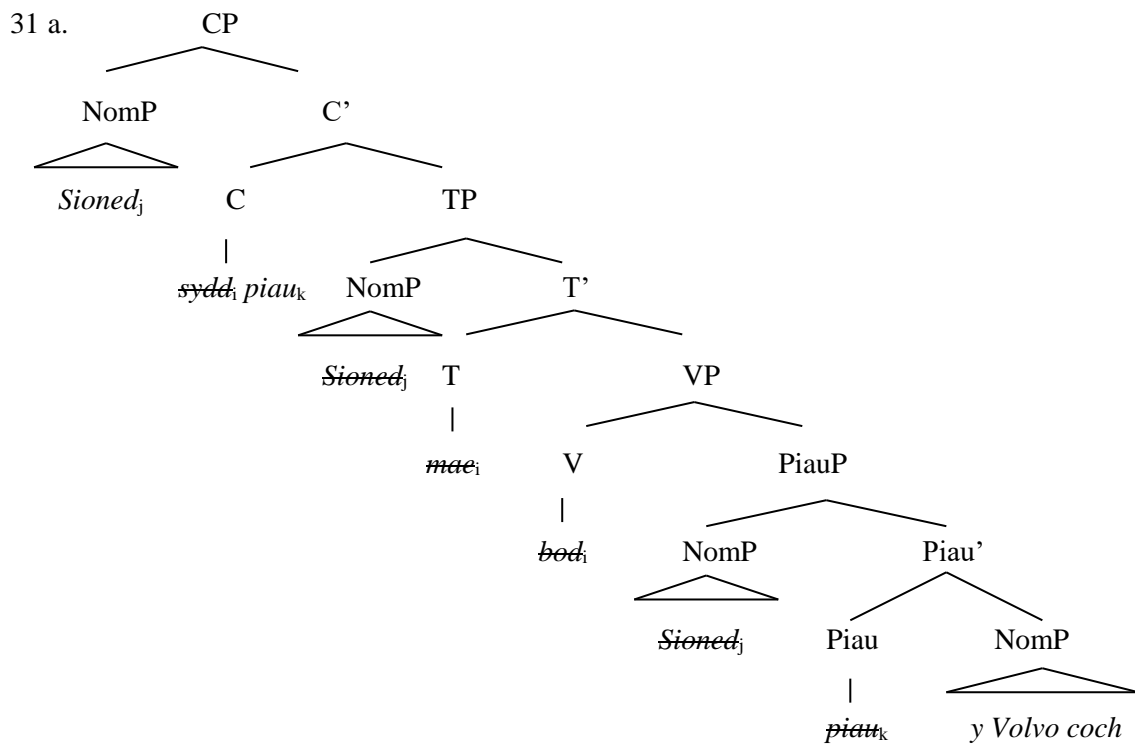 31 a. CP
NomP C’
Sionedⱼ C TP
syddᵢ piauₖ NomP T’
Sionedⱼ T VP
maeᵢ V PiauP
bodᵢ NomP Piau’
Sionedⱼ Piau NomP
piauₖ y Volvo coch